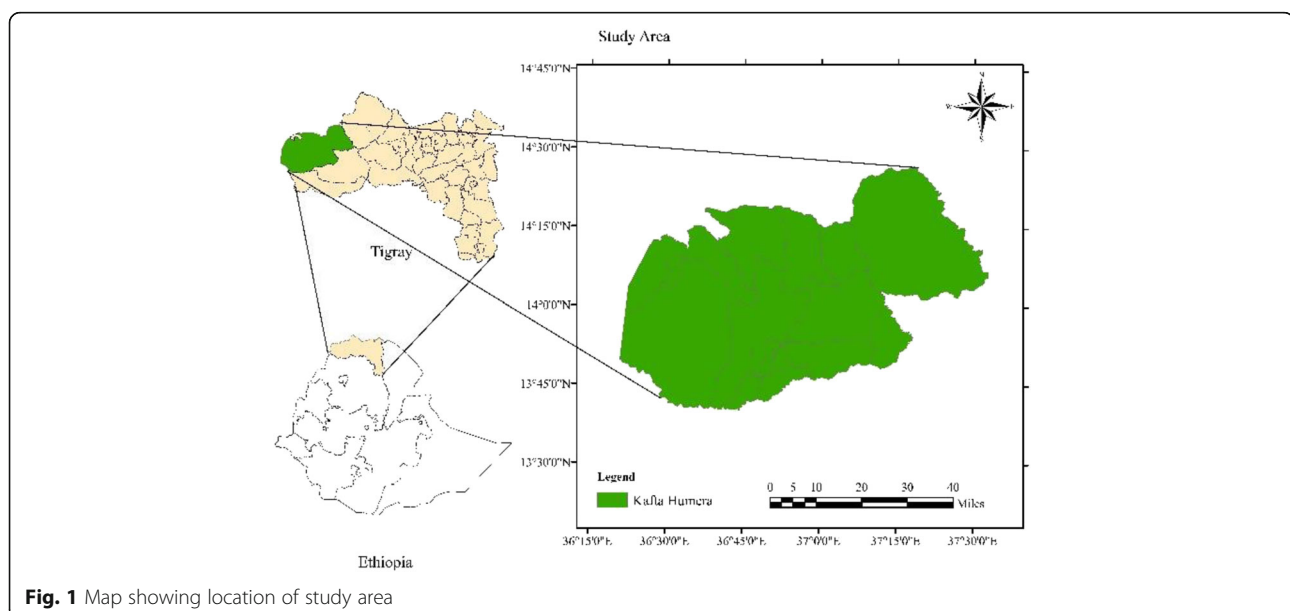 Study Area
14°45'0"N
14°30'0"N
14°15'0"N
14°0'0"N
13°45'0"N
13°30'0"N
N
W
E
S
Tigray
Ethiopia
Legend
Kafta Humera
0 5 10 20 30 40
Miles
36°15'0"E 36°30'0"E 36°45'0"E 37°0'0"E 37°15'0"E 37°30'0"E
Fig. 1 Map showing location of study area